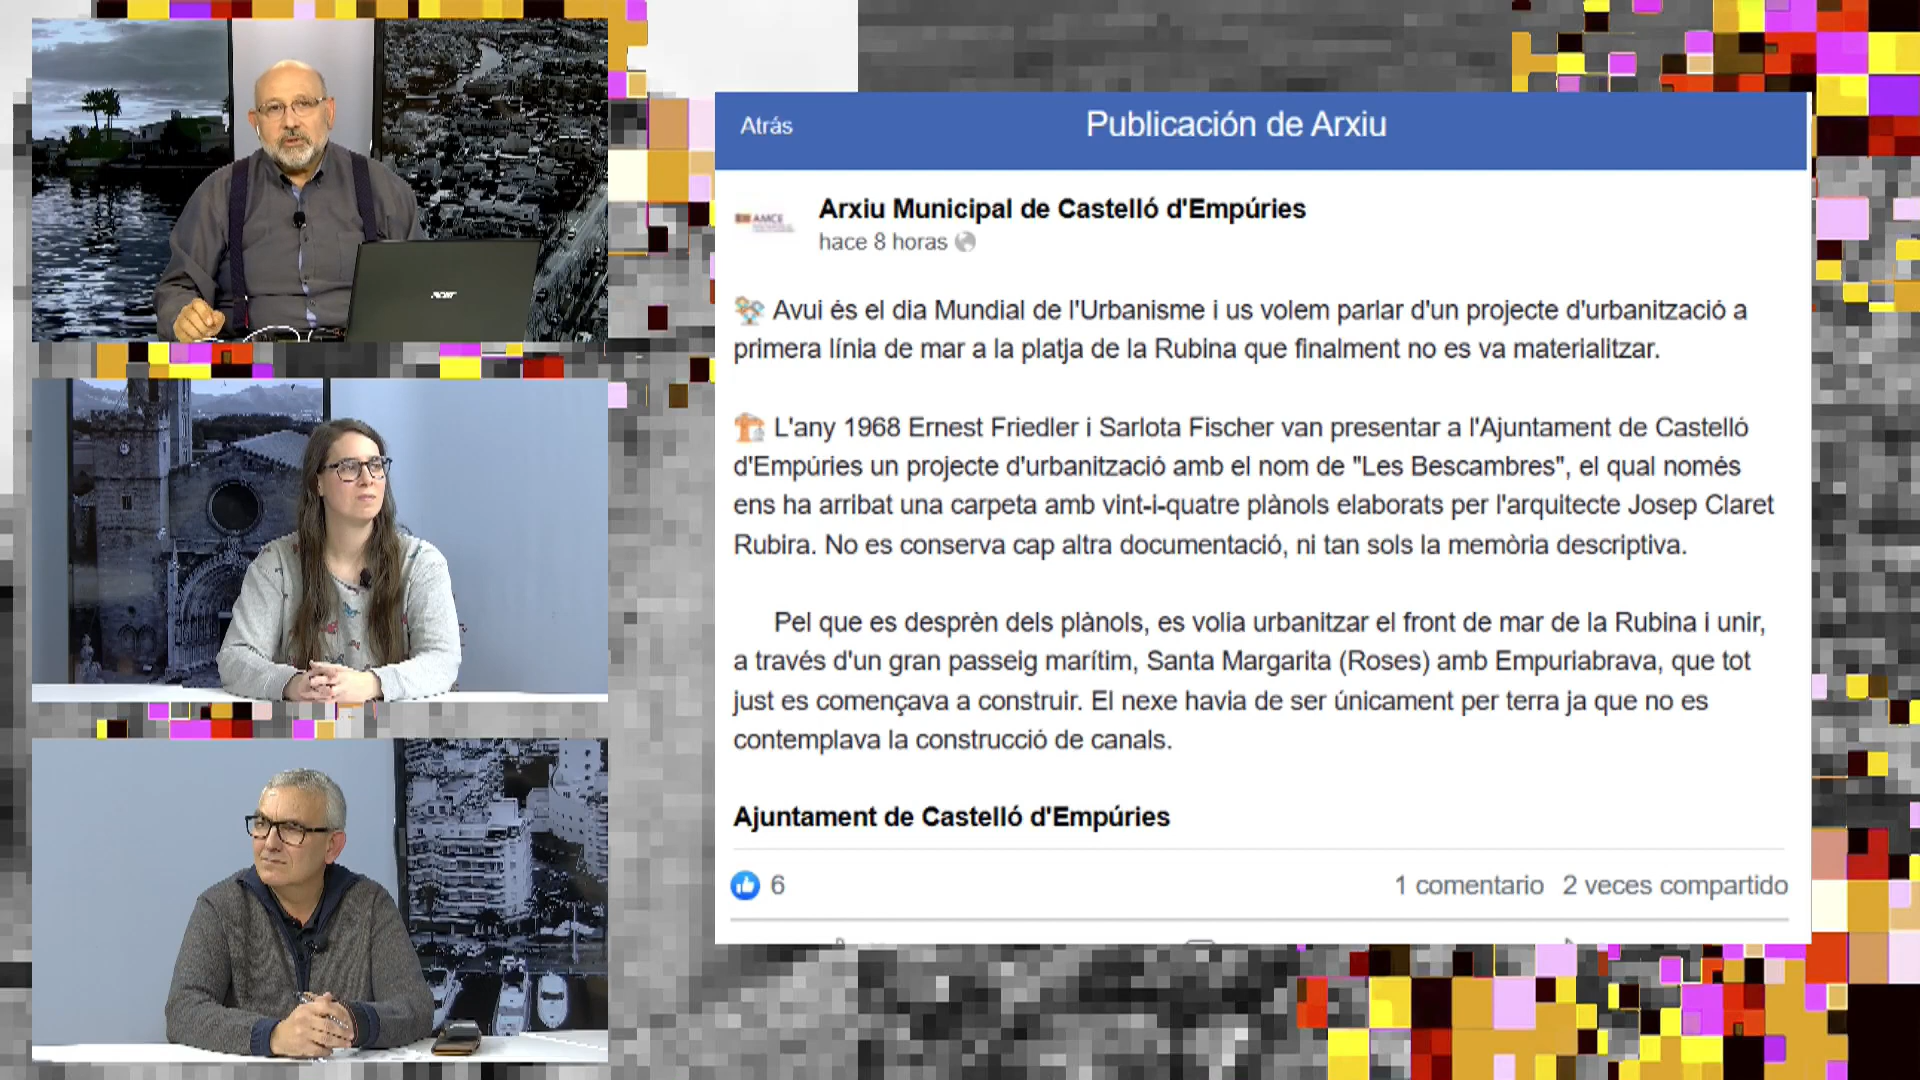 acer
Atrás
Publicación de Arxiu
AMCE
Arxiu Municipal de Castelló d'Empúries
hace 8 horas
Avui és el dia Mundial de l'Urbanisme i us volem parlar d'un projecte d'urbanització a
primera línia de mar a la platja de la Rubina que finalment no es va materialitzar.
L'any 1968 Ernest Friedler i Sarlota Fischer van presentar a l'Ajuntament de Castelló
d'Empúries un projecte d'urbanització amb el nom de "Les Bescambres", el qual només
ens ha arribat una carpeta amb vint-i-quatre plànols elaborats per l'arquitecte Josep Claret
Rubira. No es conserva cap altra documentació, ni tan sols la memòria descriptiva.
Pel que es desprèn dels plànols, es volia urbanitzar el front de mar de la Rubina i unir,
a través d'un gran passeig marítim, Santa Margarita (Roses) amb Empuriabrava, que tot
just es començava a construir. El nexe havia de ser únicament per terra ja que no es
contemplava la construcció de canals.
Ajuntament de Castelló d'Empúries
6
1 comentario 2 veces compartido